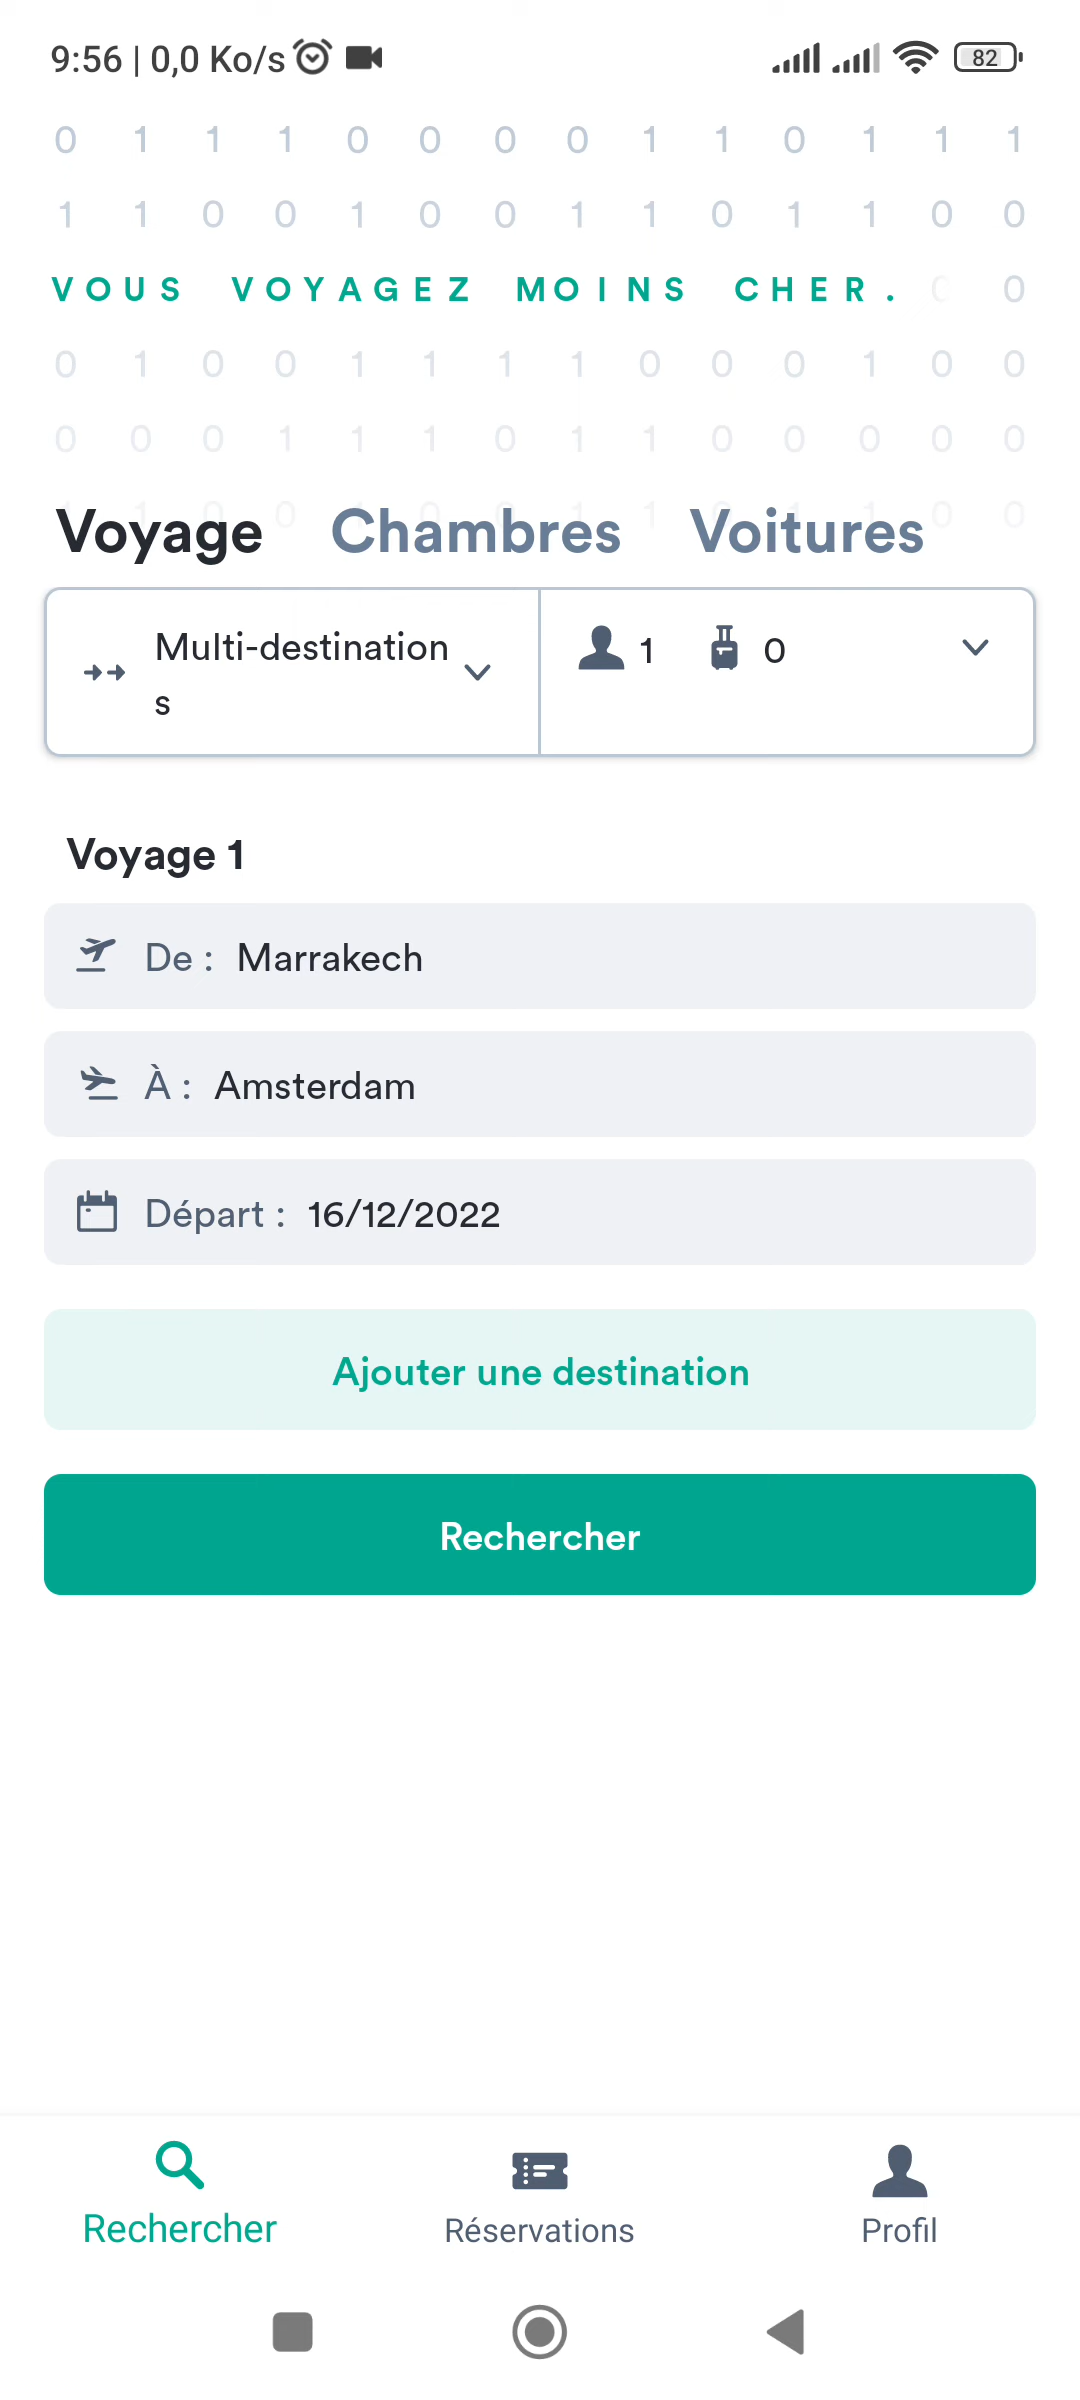 9:56 | 0,0 Ko/s 82
0 1 1 1 0 0 0 0 1 1 0 1 1 1
1 1 0 0 1 0 0 1 1 0 1 1 0 0
VOUS VOYAGEZ MOINS CHER. 0 0
0 1 0 0 1 1 1 1 0 0 0 1 0 0
0 0 0 1 1 1 0 1 1 0 0 0 0 0
Voyage Chambres Voitures
Multi-destination
s
1 0
Voyage 1
De : Marrakech
À : Amsterdam
Départ : 16/12/2022
Ajouter une destination
Rechercher
Rechercher Réservations Profil